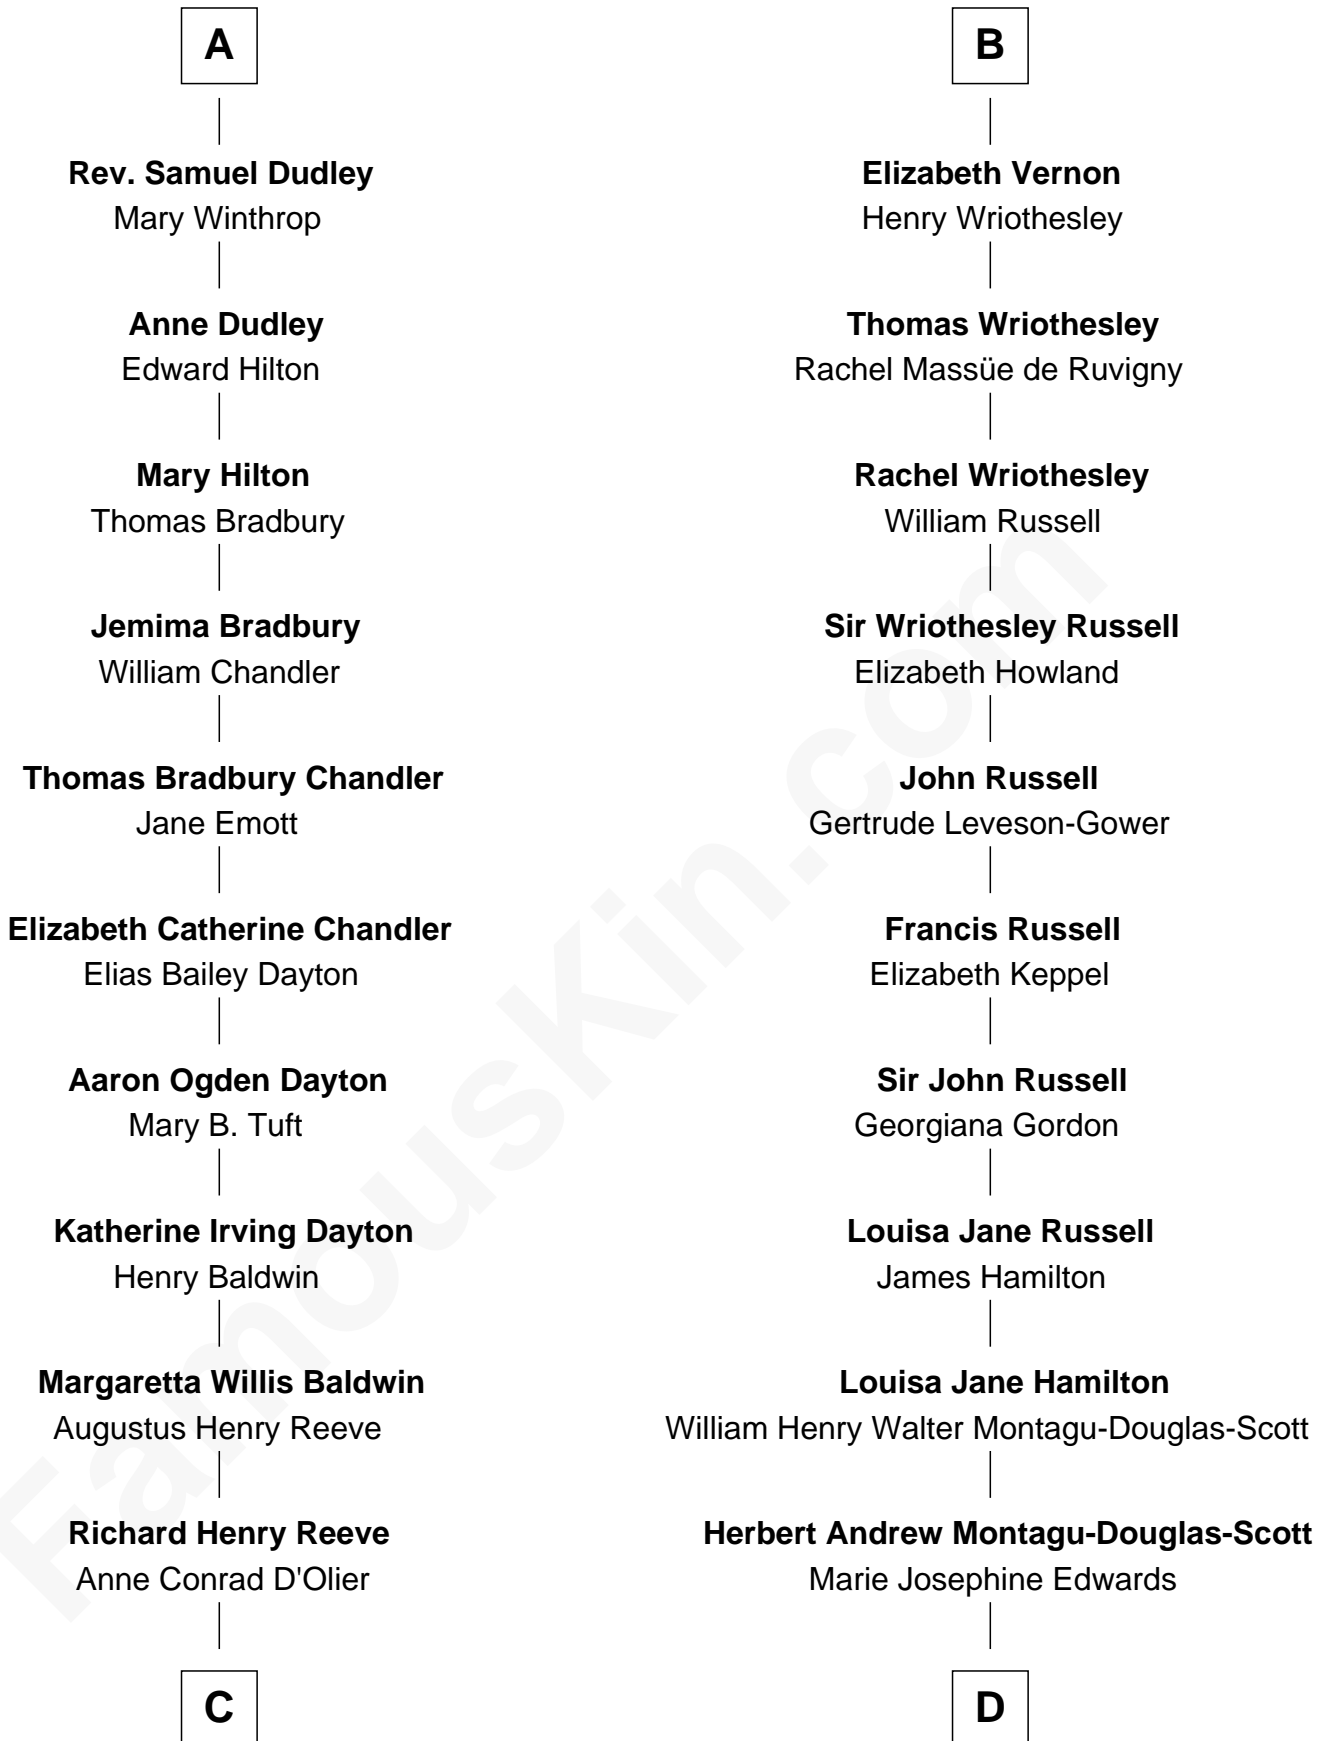 A
Rev. Samuel Dudley
Mary Winthrop
Anne Dudley
Edward Hilton
Mary Hilton
Thomas Bradbury
Jemima Bradbury
William Chandler
Thomas Bradbury Chandler
Jane Emott
Elizabeth Catherine Chandler
Elias Bailey Dayton
Aaron Ogden Dayton
Mary B. Tuft
Katherine Irving Dayton
Henry Baldwin
Margaretta Willis Baldwin
Augustus Henry Reeve
Richard Henry Reeve
Anne Conrad D'Olier
C
B
Elizabeth Vernon
Henry Wriothesley
Thomas Wriothesley
Rachel Massüe de Ruvigny
Rachel Wriothesley
William Russell
Sir Wriothesley Russell
Elizabeth Howland
John Russell
Gertrude Leveson-Gower
Francis Russell
Elizabeth Keppel
Sir John Russell
Georgiana Gordon
Louisa Jane Russell
James Hamilton
Louisa Jane Hamilton
William Henry Walter Montagu-Douglas-Scott
Herbert Andrew Montagu-Douglas-Scott
Marie Josephine Edwards
D
FamousKin.com